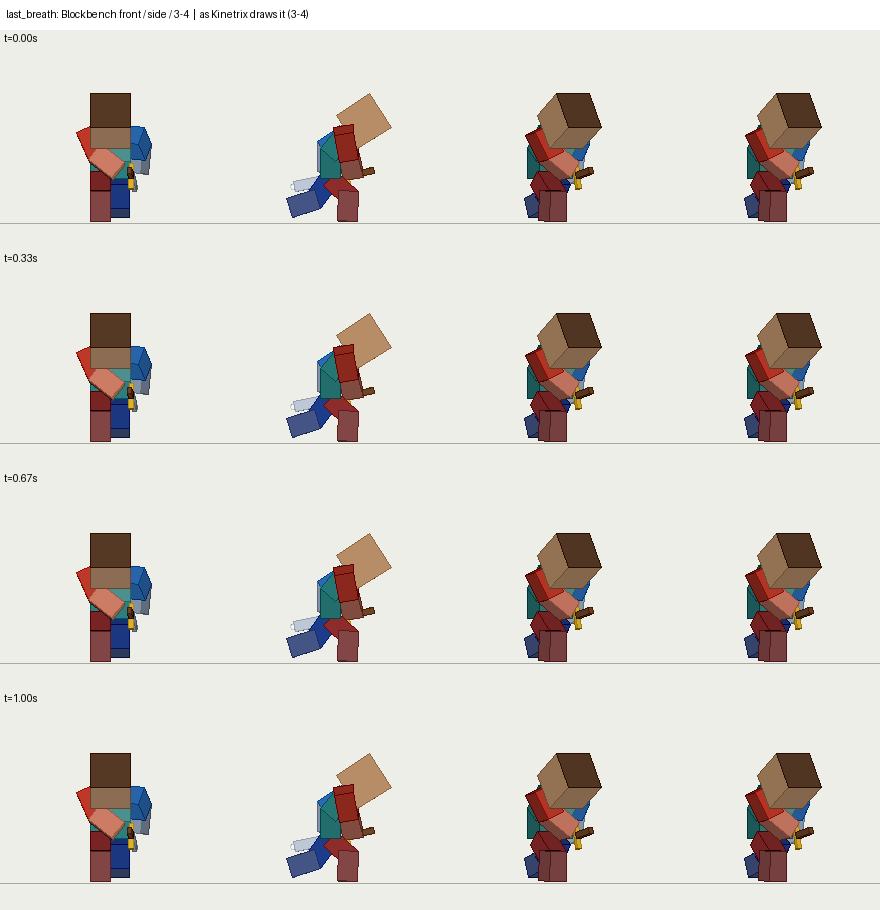 last_breath: Blockbench front / side / 3-4 | as Kinetrix draws it (3-4)
t=0.00s
t=0.33s
t=0.67s
t=1.00s